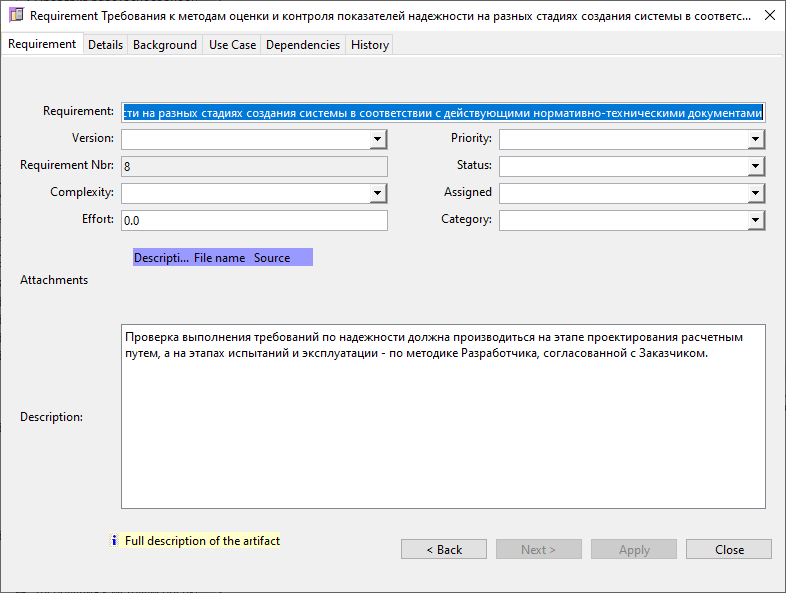 Requirement Требования к методам оценки и контроля показателей надежности на разных стадиях создания системы в соответс...
Requirement Details Background Use Case Dependencies History
Requirement: сти на разных стадиях создания системы в соответствии с действующими нормативно-техническими документами
Version: Priority:
Requirement Nbr: 8 Status:
Complexity: Assigned
Effort: 0.0 Category:
Descripti... File name Source
Attachments
Проверка выполнения требований по надежности должна производиться на этапе проектирования расчетным
путем, а на этапах испытаний и эксплуатации - по методике Разработчика, согласованной с Заказчиком.
Description:
i Full description of the artifact
< Back Next > Apply Close